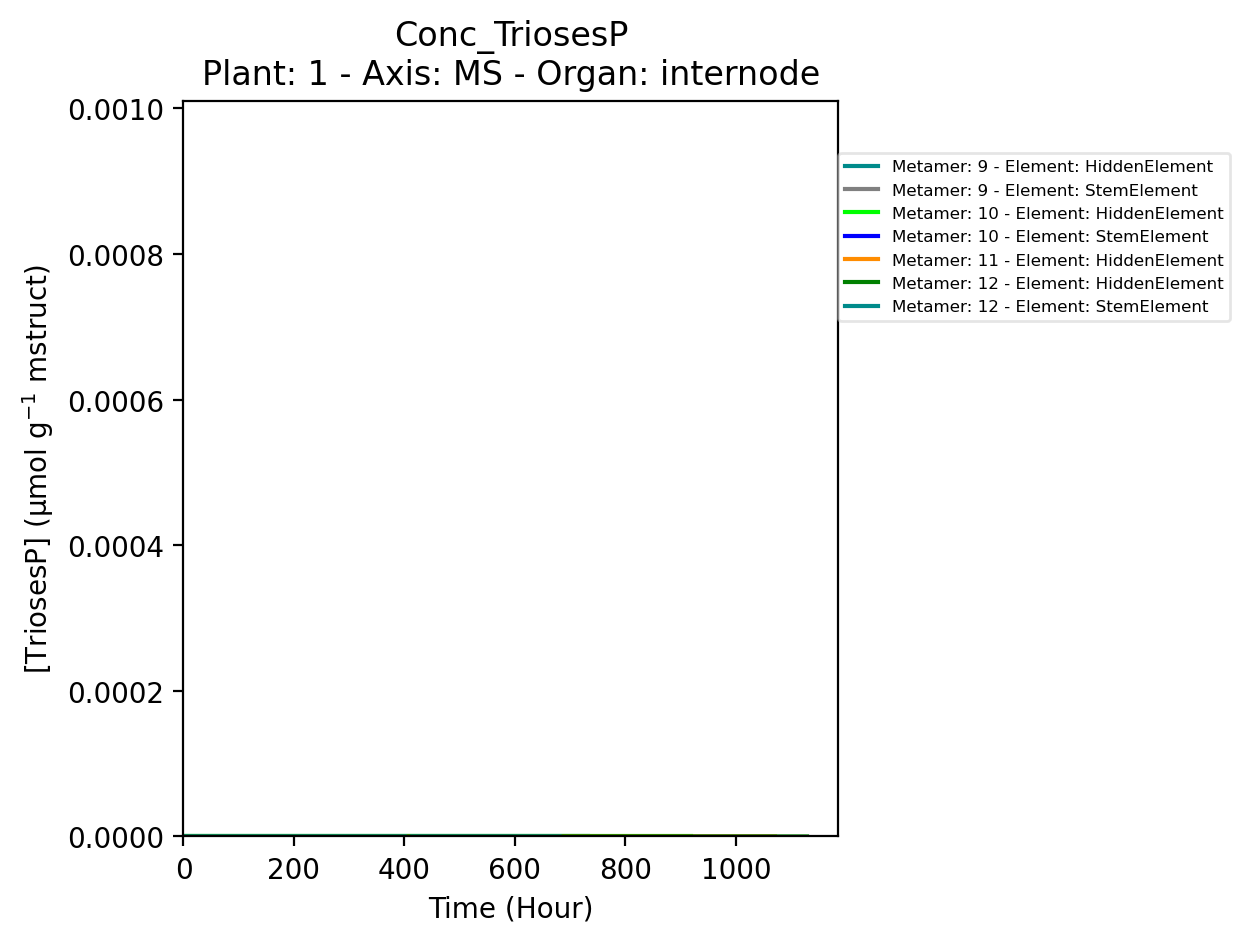 Conc_TriosesP
Plant: 1 - Axis: MS - Organ: internode
0.0010
0.0008
0.0006
0.0004
0.0002
0.0000
[TriosesP] (µmol g⁻¹ mstruct)
0 200 400 600 800 1000
Time (Hour)
Metamer: 9 - Element: HiddenElement
Metamer: 9 - Element: StemElement
Metamer: 10 - Element: HiddenElement
Metamer: 10 - Element: StemElement
Metamer: 11 - Element: HiddenElement
Metamer: 12 - Element: HiddenElement
Metamer: 12 - Element: StemElement